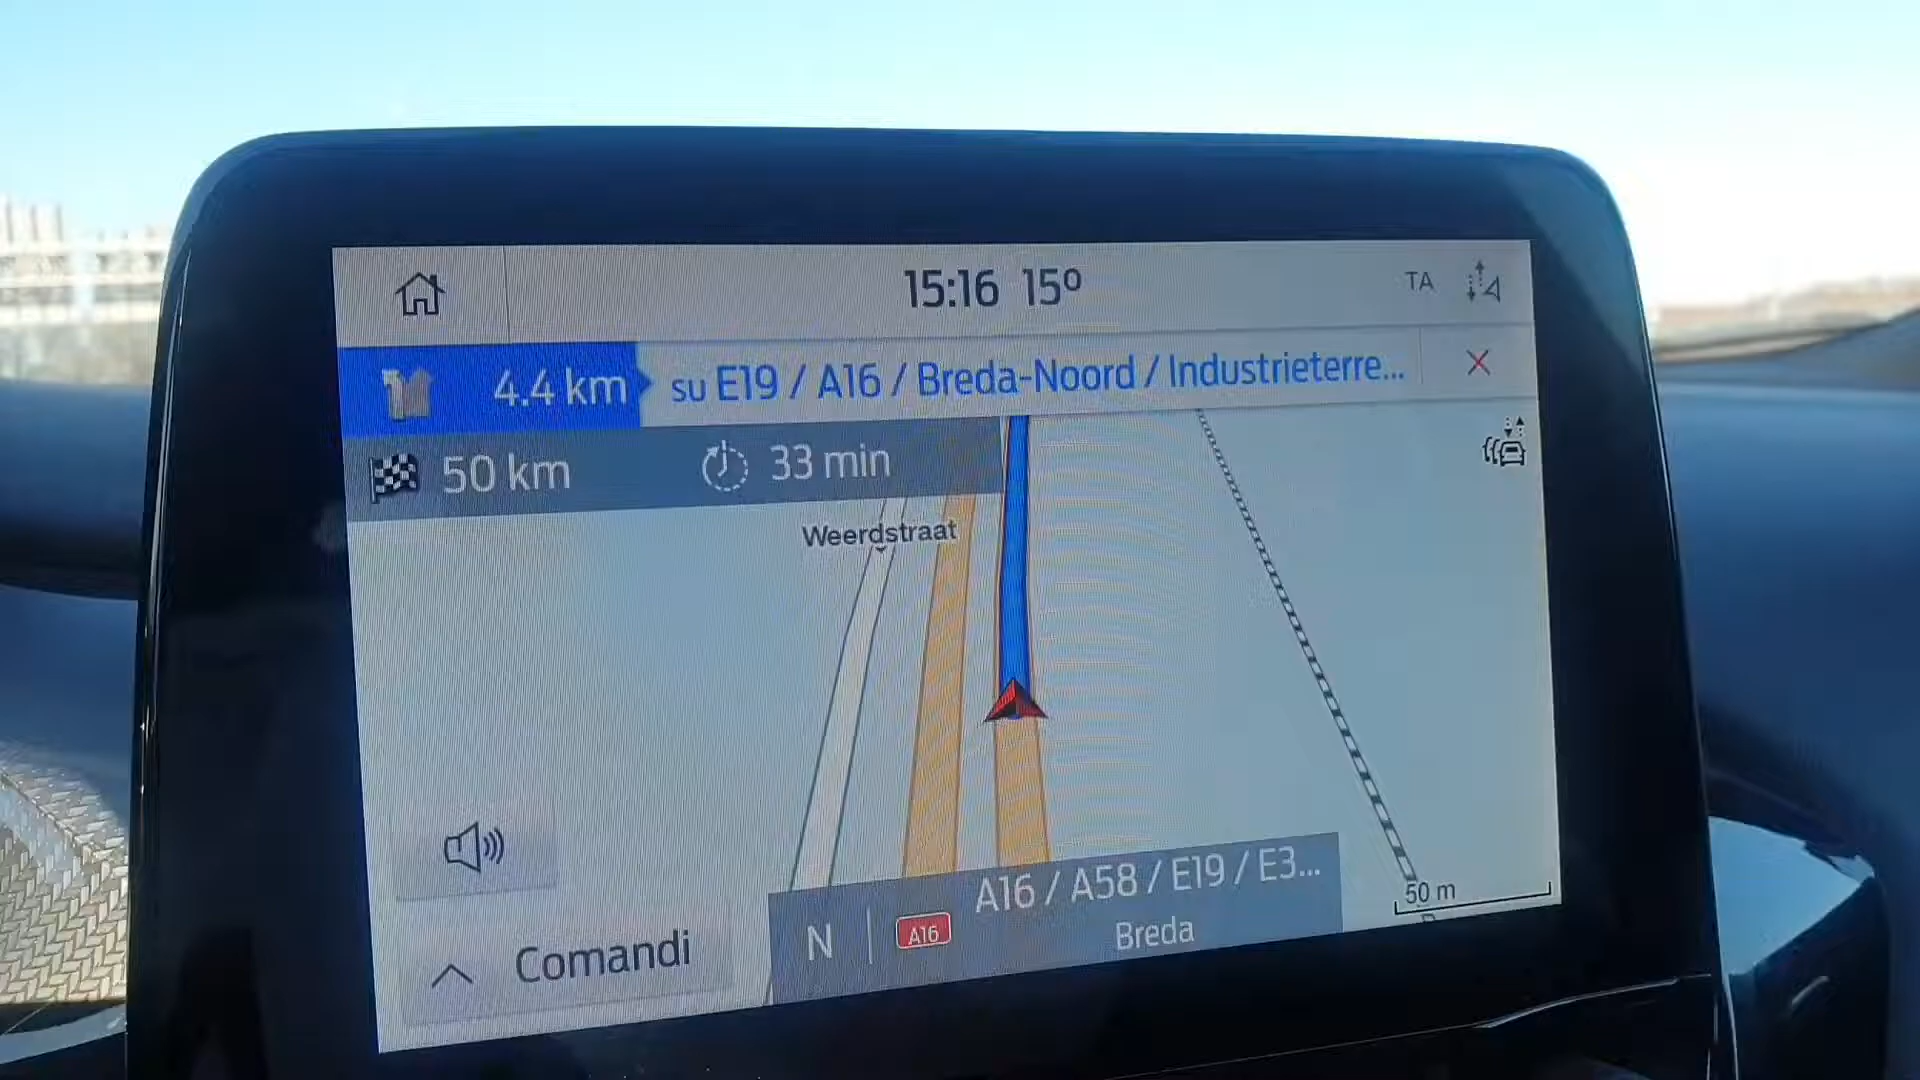 15:16 15º
TA
4.4 km
su E19 / A16 / Breda-Noord / Industrieterre...
50 km
33 min
Weerdstraat
50 m
A16 / A58 / E19 / E3...
N
A16
Breda
Comandi